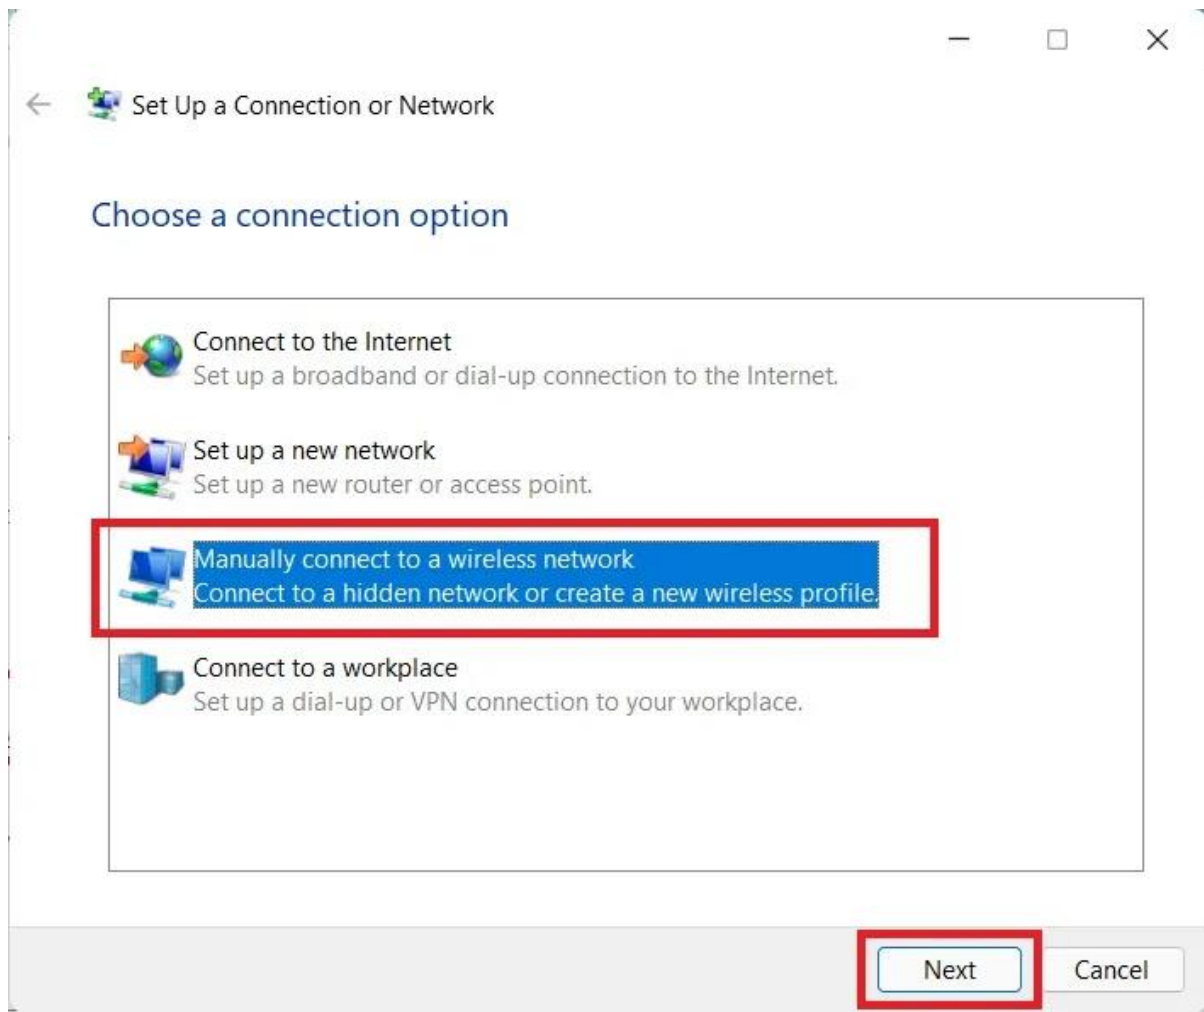 Set Up a Connection or Network
Choose a connection option
Connect to the Internet
Set up a broadband or dial-up connection to the Internet.
Set up a new network
Set up a new router or access point.
Manually connect to a wireless network
Connect to a hidden network or create a new wireless profile.
Connect to a workplace
Set up a dial-up or VPN connection to your workplace.
Next
Cancel